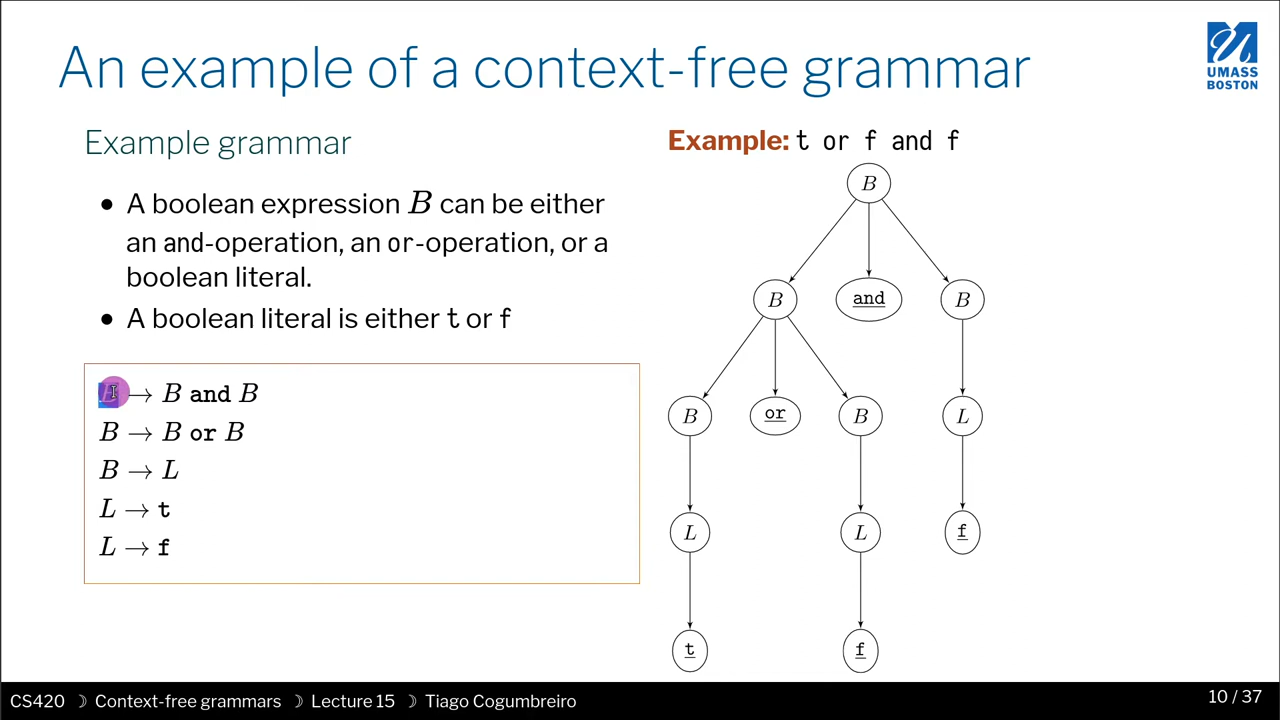 An example of a context-free grammar
UMASS
BOSTON
Example grammar
• A boolean expression B can be either
an and-operation, an or-operation, or a
boolean literal.
• A boolean literal is either t or f
B → B and B
B → B or B
B → L
L → t
L → f
Example: t or f and f
B
B and B
B or B L
L L f
t f
CS420 ☽ Context-free grammars ☽ Lecture 15 ☽ Tiago Cogumbreiro
10 / 37